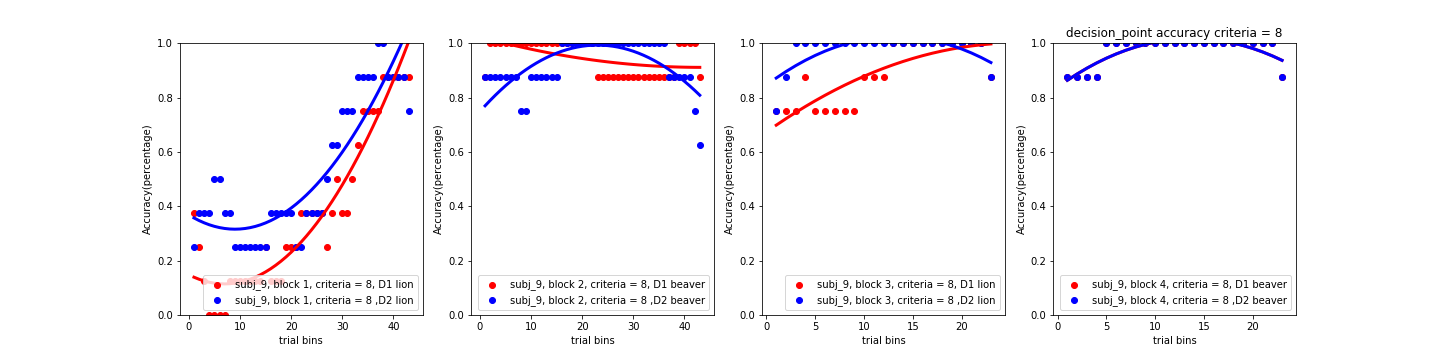 decision_point accuracy criteria = 8
1.0
0.8
0.6
0.4
0.2
0.0
Accuracy(percentage)
0
10
20
30
40
trial bins
subj_9, block 1, criteria = 8, D1 lion
subj_9, block 1, criteria = 8 ,D2 lion
1.0
0.8
0.6
0.4
0.2
0.0
Accuracy(percentage)
0
10
20
30
40
trial bins
subj_9, block 2, criteria = 8, D1 beaver
subj_9, block 2, criteria = 8 ,D2 beaver
1.0
0.8
0.6
0.4
0.2
0.0
Accuracy(percentage)
0
5
10
15
20
trial bins
subj_9, block 3, criteria = 8, D1 lion
subj_9, block 3, criteria = 8 ,D2 lion
1.0
0.8
0.6
0.4
0.2
0.0
Accuracy(percentage)
0
5
10
15
20
trial bins
subj_9, block 4, criteria = 8, D1 beaver
subj_9, block 4, criteria = 8 ,D2 beaver